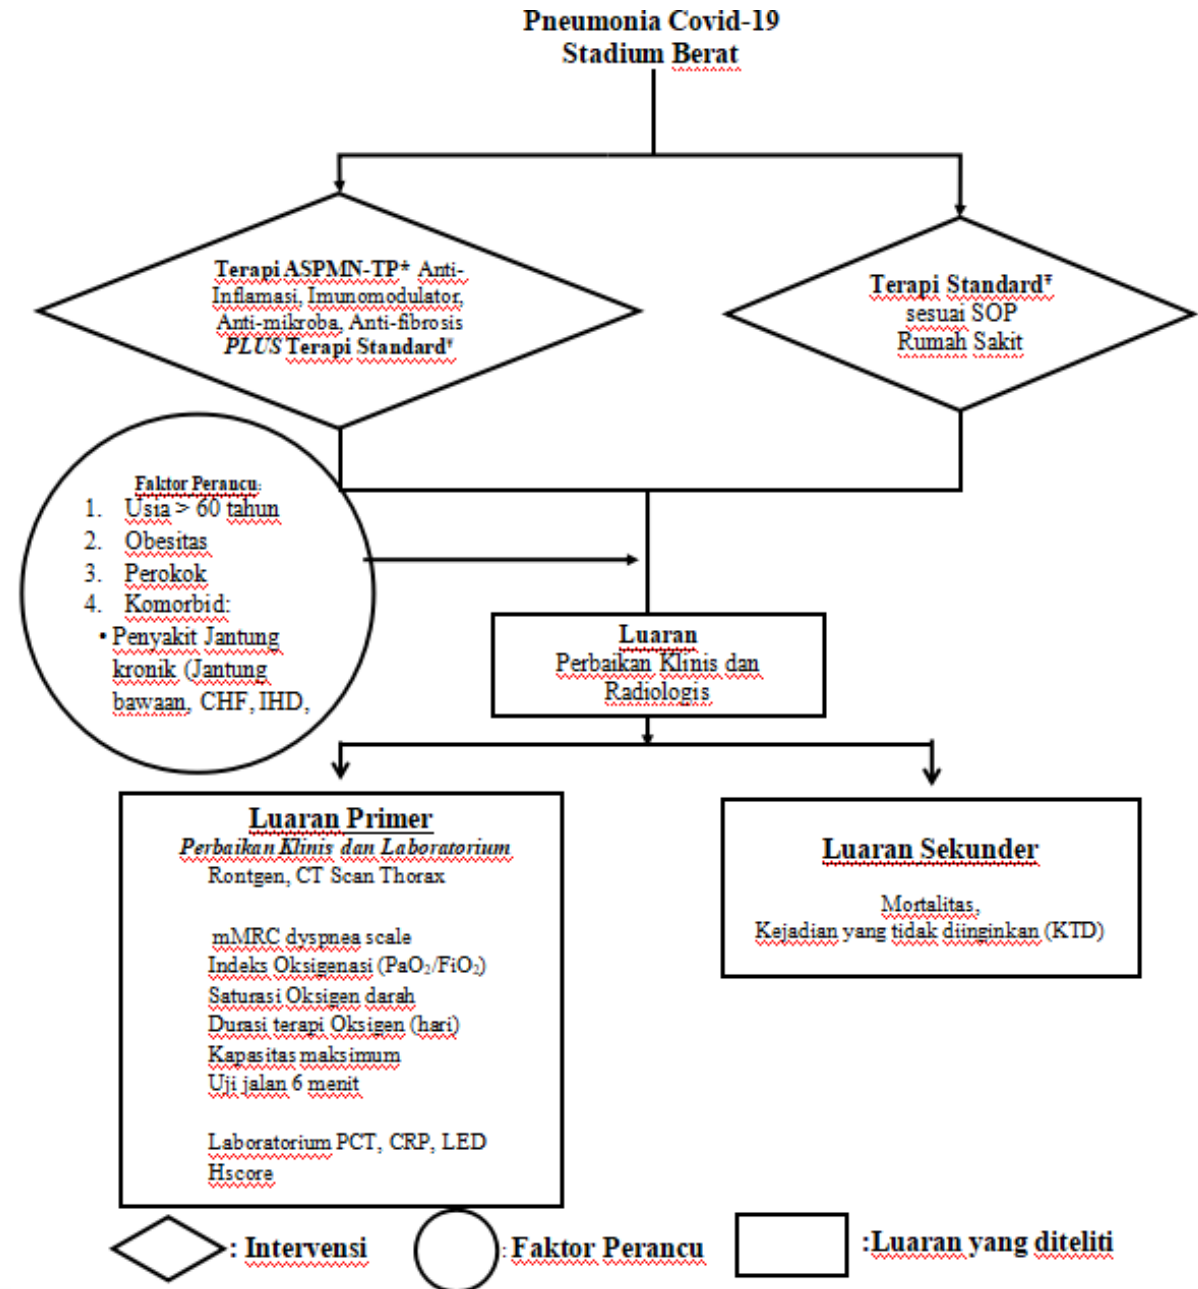 Pneumonia Covid-19
Stadium Berat
Terapi ASPMN-TP* Anti-
Inflamasi, Imunomodulator,
Anti-mikroba, Anti-fibrosis
PLUS Terapi Standard‡
Terapi Standard‡
sesuai SOP
Rumah Sakit
Faktor Perancu:
1. Usia > 60 tahun
2. Obesitas
3. Perokok
4. Komorbid:
• Penyakit Jantung
kronik (Jantung
bawaan, CHF, IHD,
Luaran
Perbaikan Klinis dan
Radiologis
Luaran Primer
Perbaikan Klinis dan Laboratorium
Rontgen, CT Scan Thorax
mMRC dyspnea scale
Indeks Oksigenasi (PaO₂/FiO₂)
Saturasi Oksigen darah
Durasi terapi Oksigen (hari)
Kapasitas maksimum
Uji jalan 6 menit
Laboratorium PCT, CRP, LED
Hscore
Luaran Sekunder
Mortalitas,
Kejadian yang tidak diinginkan (KTD)
: Intervensi
: Faktor Perancu
:Luaran yang diteliti